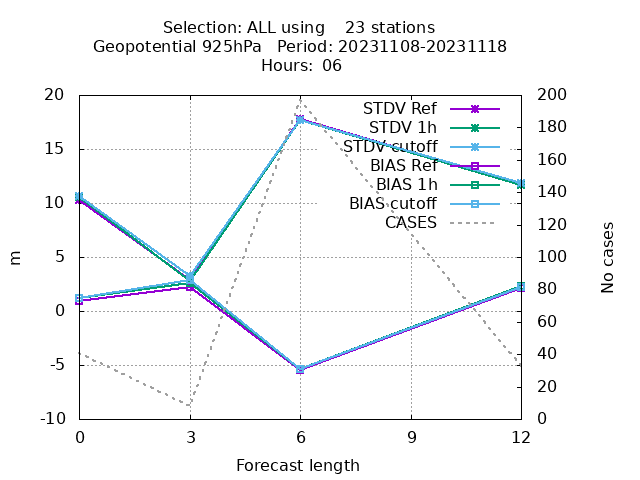 Selection: ALL using    23 stations
Geopotential 925hPa   Period: 20231108-20231118
Hours: 06
20
15
10
5
0
-5
-10
m
STDV Ref
STDV 1h
STDV cutoff
BIAS Ref
BIAS 1h
BIAS cutoff
CASES
200
180
160
140
120
100
80
60
40
20
0
No cases
0 3 6 9 12
Forecast length